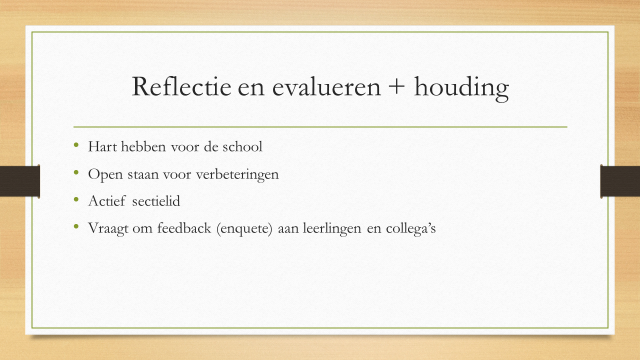 Reflectie en evalueren + houding
• Hart hebben voor de school
• Open staan voor verbeteringen
• Actief sectielid
• Vraagt om feedback (enquete) aan leerlingen en collega’s